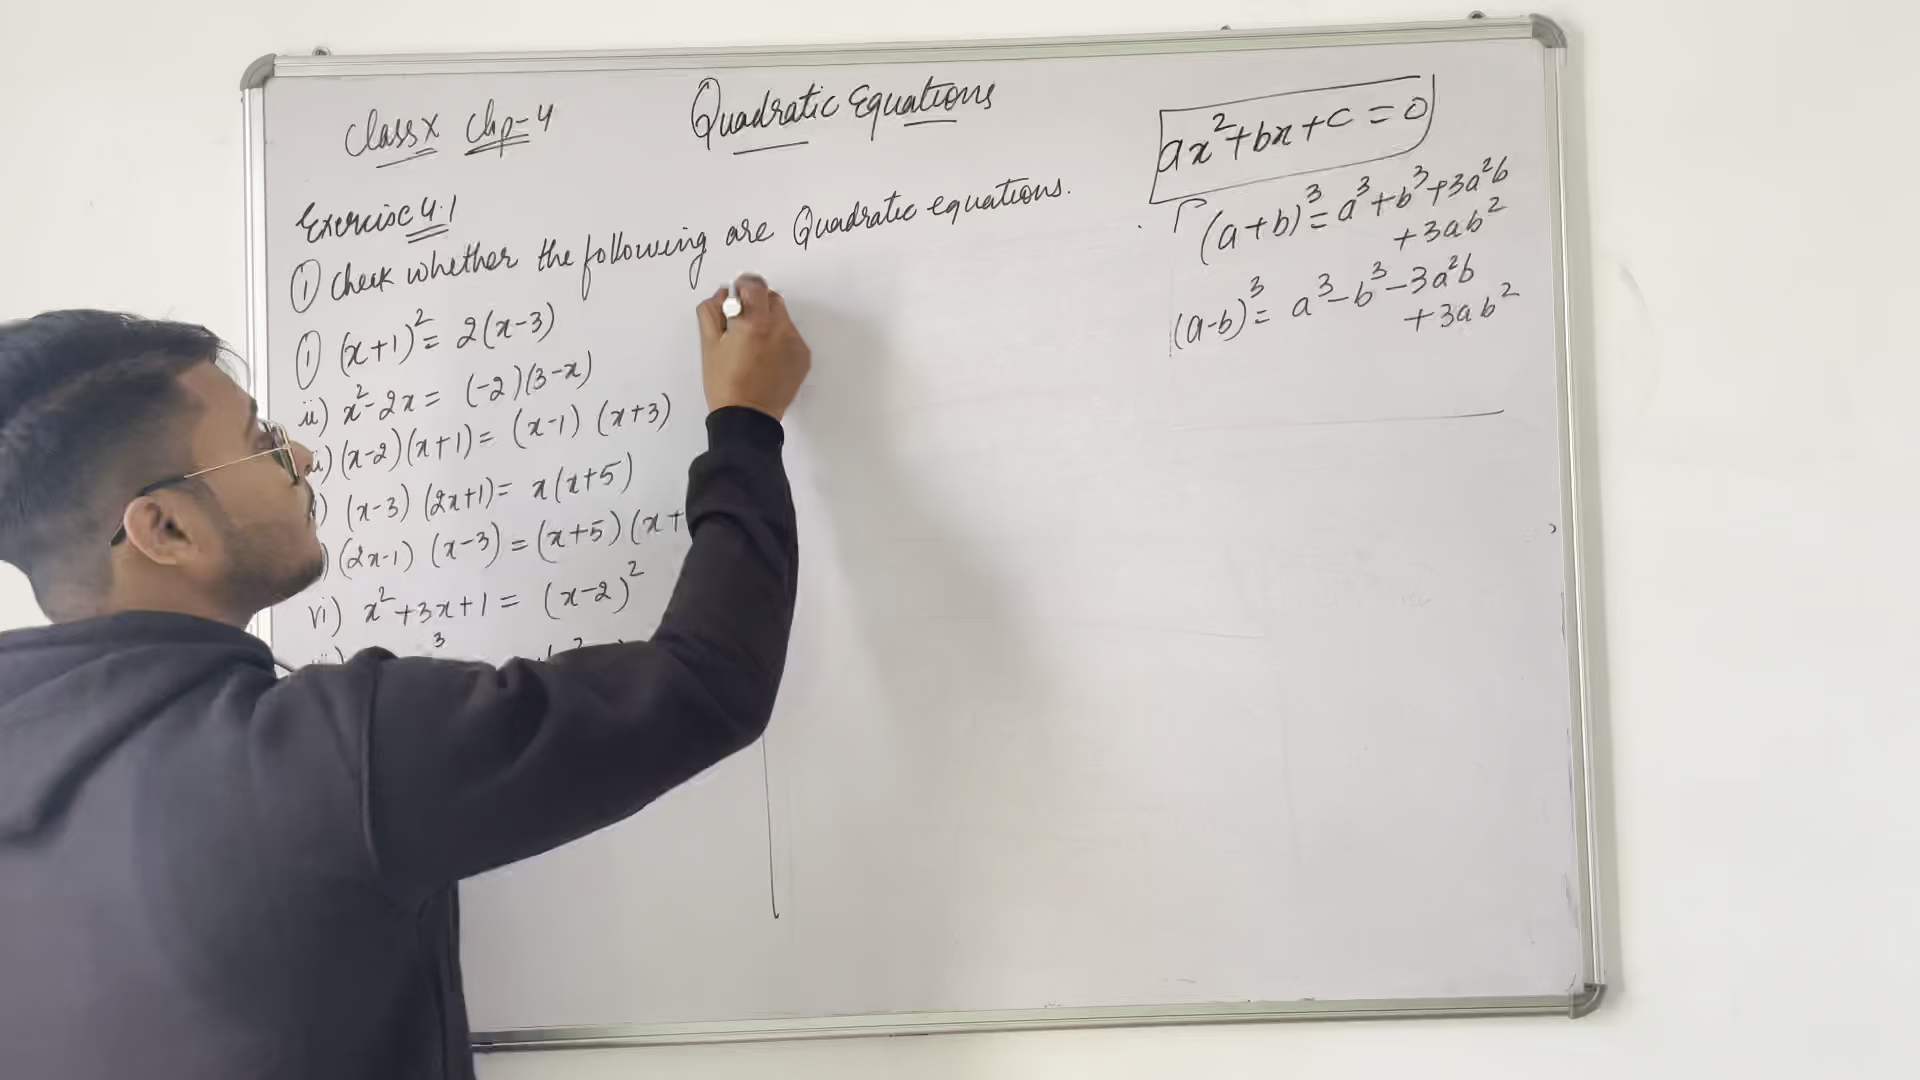 Class X Chp-4
Quadratic Equations
ax²+bx+c=0
Exercise 4.1
① Check whether the following are Quadratic equations.
(a+b)³= a³+b³+3a²b
+3ab²
(a-b)³= a³-b³-3a²b
+3ab²
i) (x+1)²= 2(x-3)
ii) x²-2x= (-2)(3-x)
) (x-2)(x+1)= (x-1) (x+3)
) (x-3) (2x+1)= x(x+5)
) (2x-1) (x-3)=(x+5)(x+
vi) x²+3x+1= (x-2)²